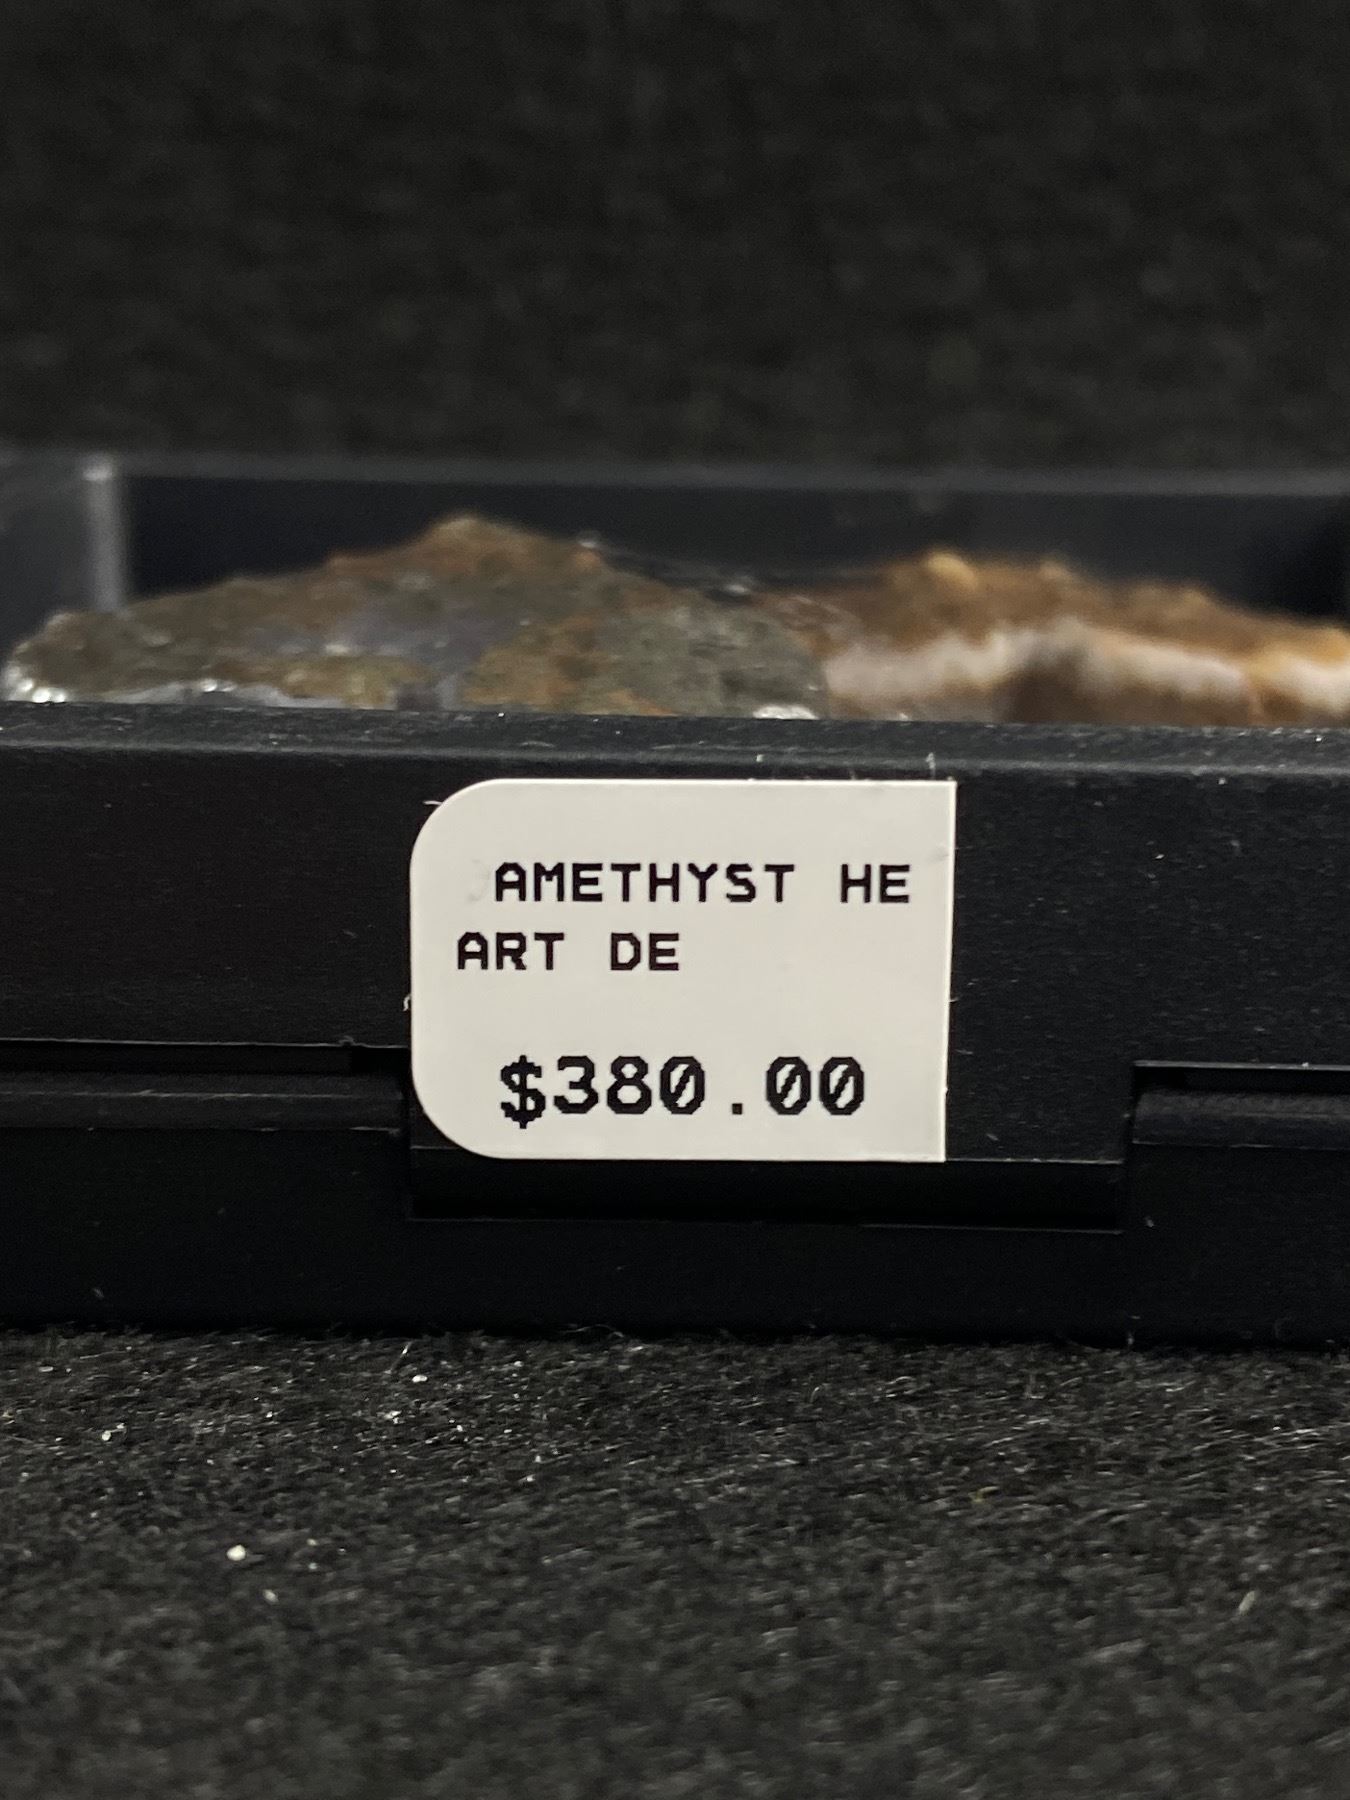 AMETHYST HE
ART DE
$380.00